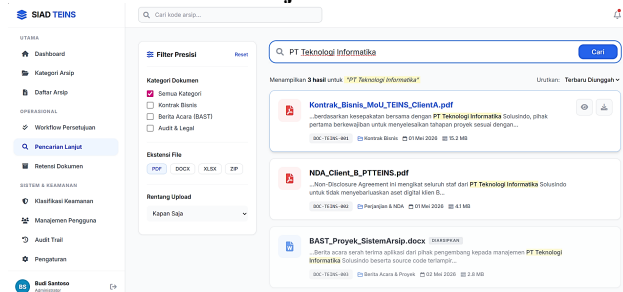 SIAD TEINS
Cari kode arsip...
UTAMA
Dashboard
Kategori Arsip
Daftar Arsip
OPERASIONAL
Workflow Persetujuan
Pencarian Lanjut
Retensi Dokumen
SISTEM & KEAMANAN
Klasifikasi Keamanan
Manajemen Pengguna
Audit Trail
Pengaturan
BS
Budi Santoso
Administrator
Filter Presisi
Reset
Kategori Dokumen
Semua Kategori
Kontrak Bisnis
Berita Acara (BAST)
Audit & Legal
Ekstensi File
PDF DOCX XLSX ZIP
Rentang Upload
Kapan Saja
PT Teknologi Informatika
Cari
Menampilkan 3 hasil untuk "PT Teknologi Informatika"
Urutkan: Terbaru Diunggah
Kontrak_Bisnis_MoU_TEINS_ClientA.pdf
...berdasarkan kesepakatan bersama dengan PT Teknologi Informatika Solusindo, pihak
pertama berkewajiban untuk menyelesaikan tahapan proyek sesuai dengan...
DOC-TEINS-001 Kontrak Bisnis 01 Mei 2026 15.2 MB
NDA_Client_B_PTTEINS.pdf
...Non-Disclosure Agreement ini mengikat seluruh staf dari PT Teknologi Informatika Solusindo
untuk tidak menyebarluaskan aset digital klien B...
DOC-TEINS-002 Perjanjian & NDA 01 Mei 2026 4.1 MB
BAST_Proyek_SistemArsip.docx DIARSIPKAN
...Berita acara serah terima aplikasi dari pihak pengembang kepada manajemen PT Teknologi
Informatika Solusindo beserta source code terlampir...
DOC-TEINS-003 Berita Acara & Proyek 02 Mei 2026 2.8 MB